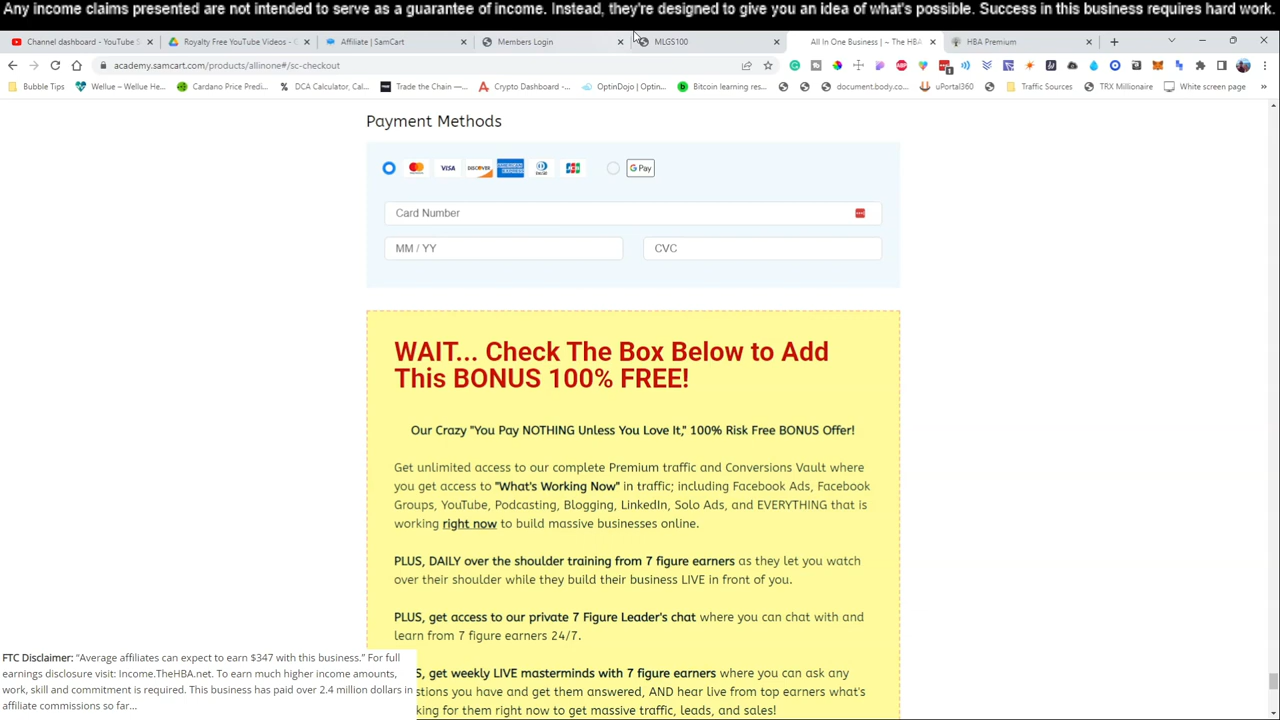 Any income claims presented are not intended to serve as a guarantee of income. Instead, they're designed to give you an idea of what's possible. Success in this business requires hard work.
Channel dashboard - YouTube S
Royalty Free YouTube Videos - G
Affiliate | SamCart
Members Login
MLGS100
All In One Business | ~ The HBA
HBA Premium
academy.samcart.com/products/allinone#/sc-checkout
Bubble Tips
Wellue – Wellue He...
Cardano Price Predi...
DCA Calculator, Cal...
Trade the Chain —...
Crypto Dashboard -...
OptinDojo | Optin...
Bitcoin learning res...
document.body.co...
uPortal360
Traffic Sources
TRX Millionaire
White screen page
Payment Methods
VISA
DISCOVER
AMERICAN EXPRESS
JCB
G Pay
Card Number
MM / YY
CVC
WAIT... Check The Box Below to Add
This BONUS 100% FREE!
Our Crazy "You Pay NOTHING Unless You Love It," 100% Risk Free BONUS Offer!
Get unlimited access to our complete Premium traffic and Conversions Vault where
you get access to "What's Working Now" in traffic; including Facebook Ads, Facebook
Groups, YouTube, Podcasting, Blogging, LinkedIn, Solo Ads, and EVERYTHING that is
working right now to build massive businesses online.
PLUS, DAILY over the shoulder training from 7 figure earners as they let you watch
over their shoulder while they build their business LIVE in front of you.
PLUS, get access to our private 7 Figure Leader's chat where you can chat with and
learn from 7 figure earners 24/7.
S, get weekly LIVE masterminds with 7 figure earners where you can ask any
stions you have and get them answered, AND hear live from top earners what's
king for them right now to get massive traffic, leads, and sales!
FTC Disclaimer: “Average affiliates can expect to earn $347 with this business.” For full
earnings disclosure visit: Income.TheHBA.net. To earn much higher income amounts,
work, skill and commitment is required. This business has paid over 2.4 million dollars in
affiliate commissions so far...